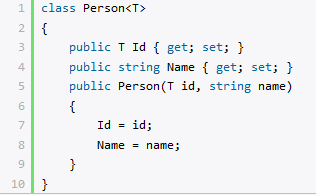 1 class Person<T>
2 {
3     public T Id { get; set; }
4     public string Name { get; set; }
5     public Person(T id, string name)
6     {
7         Id = id;
8         Name = name;
9     }
10 }